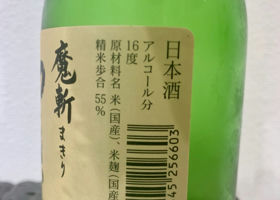 日本酒
アルコール分
16度
原材料名 米(国産)、米麹(国産
精米歩合 55%
魔斬
まきり
45256603